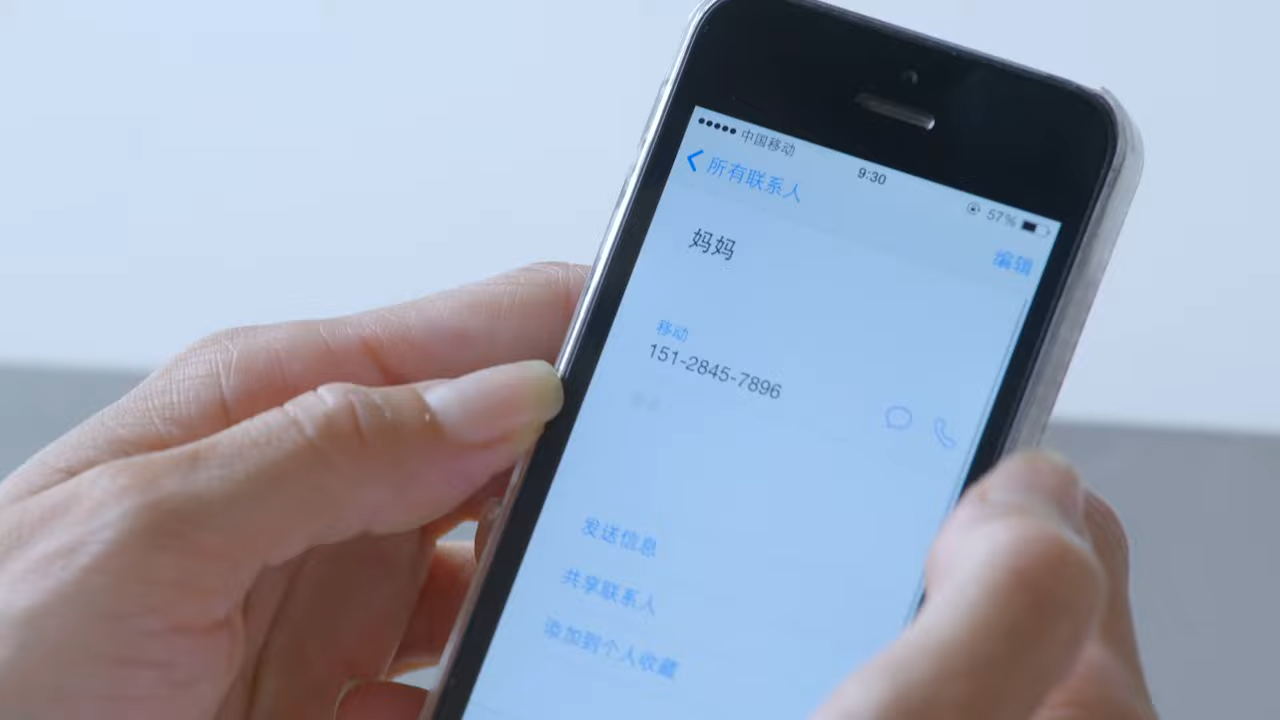 中国移动 9:30 57%
所有联系人 编辑
妈妈
移动
151-2845-7896
发送信息
共享联系人
添加到个人收藏